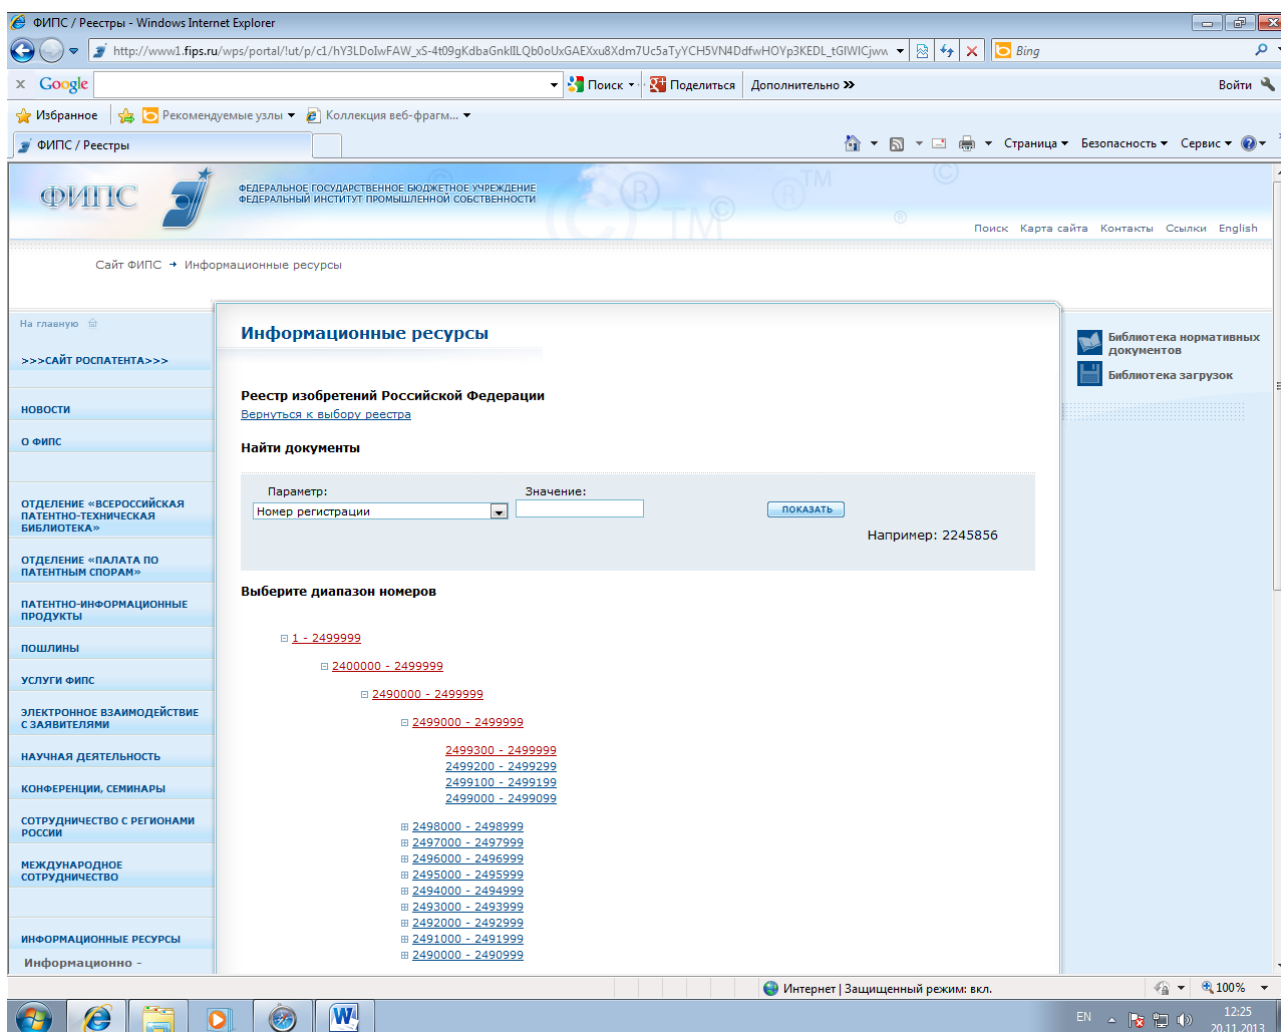 ФИПС / Реестры - Windows Internet Explorer
http://www1.fips.ru/wps/portal/!ut/p/c1/
Bing
x Google
Поиск
Поделиться
Дополнительно »
Войти
Избранное
Рекомендуемые узлы
Коллекция веб-фрагм...
ФИПС / Реестры
Страница
Безопасность
Сервис
ФИПС
ФЕДЕРАЛЬНОЕ ГОСУДАРСТВЕННОЕ БЮДЖЕТНОЕ УЧРЕЖДЕНИЕ
ФЕДЕРАЛЬНЫЙ ИНСТИТУТ ПРОМЫШЛЕННОЙ СОБСТВЕННОСТИ
Поиск Карта сайта Контакты Ссылки English
Сайт ФИПС → Информационные ресурсы
На главную
>>>САЙТ РОСПАТЕНТА>>>
НОВОСТИ
О ФИПС
ОТДЕЛЕНИЕ «ВСЕРОССИЙСКАЯ
ПАТЕНТНО-ТЕХНИЧЕСКАЯ
БИБЛИОТЕКА»
ОТДЕЛЕНИЕ «ПАЛАТА ПО
ПАТЕНТНЫМ СПОРАМ»
ПАТЕНТНО-ИНФОРМАЦИОННЫЕ
ПРОДУКТЫ
ПОШЛИНЫ
УСЛУГИ ФИПС
ЭЛЕКТРОННОЕ ВЗАИМОДЕЙСТВИЕ
С ЗАЯВИТЕЛЯМИ
НАУЧНАЯ ДЕЯТЕЛЬНОСТЬ
КОНФЕРЕНЦИИ, СЕМИНАРЫ
СОТРУДНИЧЕСТВО С РЕГИОНАМИ
РОССИИ
МЕЖДУНАРОДНОЕ
СОТРУДНИЧЕСТВО
ИНФОРМАЦИОННЫЕ РЕСУРСЫ
Информационно -
Информационные ресурсы
Реестр изобретений Российской Федерации
Вернуться к выбору реестра
Найти документы
Параметр: Значение:
Номер регистрации
ПОКАЗАТЬ
Например: 2245856
Выберите диапазон номеров
1 - 2499999
2400000 - 2499999
2490000 - 2499999
2499000 - 2499999
2499300 - 2499999
2499200 - 2499299
2499100 - 2499199
2499000 - 2499099
2498000 - 2498999
2497000 - 2497999
2496000 - 2496999
2495000 - 2495999
2494000 - 2494999
2493000 - 2493999
2492000 - 2492999
2491000 - 2491999
2490000 - 2490999
Библиотека нормативных
документов
Библиотека загрузок
Интернет | Защищенный режим: вкл.
100%
EN
12:25
20.11.2013